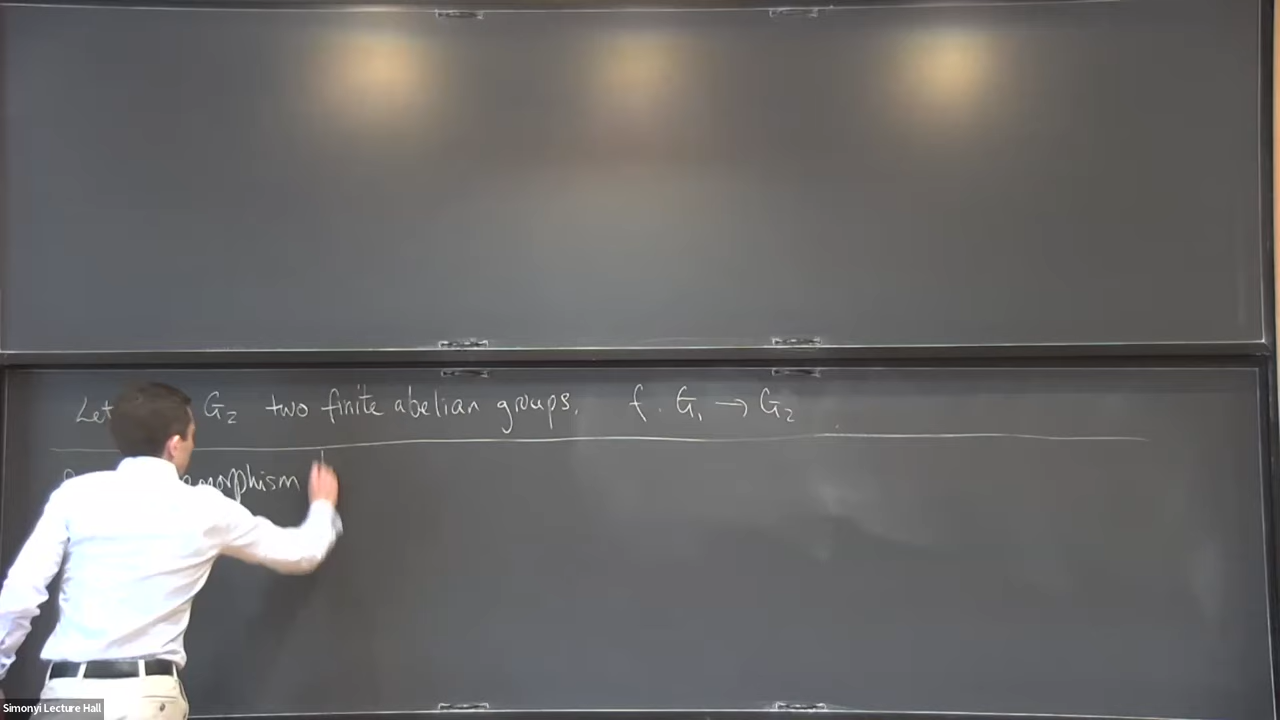 Let G₂ two finite abelian groups. f. G₁ → G₂
morphism
Simonyi Lecture Hall